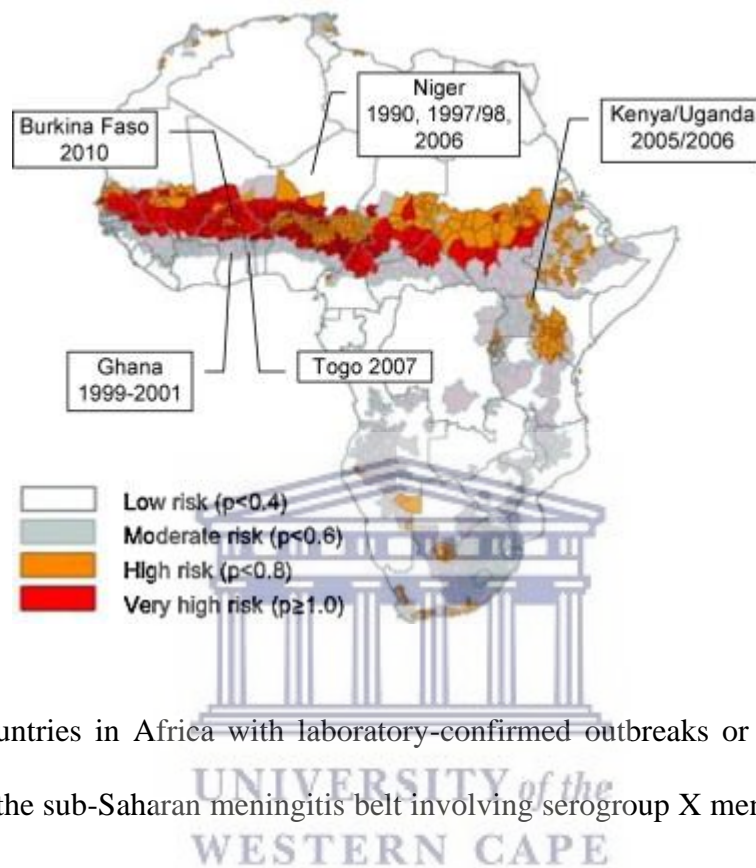 Niger
1990, 1997/98,
2006
Burkina Faso
2010
Kenya/Uganda
2005/2006
Ghana
1999-2001
Togo 2007
Low risk (p<0.4)
Moderate risk (p<0.6)
High risk (p<0.8)
Very high risk (p≥1.0)
countries in Africa with laboratory-confirmed outbreaks or
the sub-Saharan meningitis belt involving serogroup X
UNIVERSITY of the
WESTERN CAPE